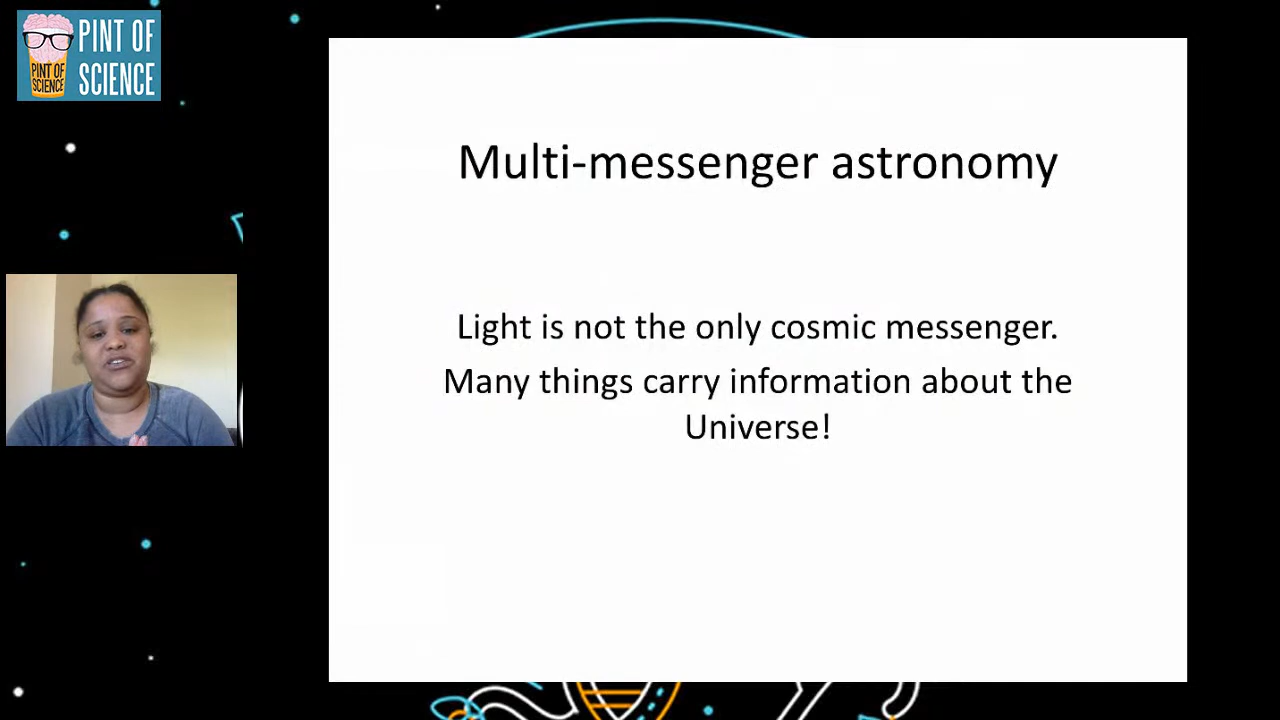 PINT OF
SCIENCE
PINT OF
SCIENCE
Multi-messenger astronomy
Light is not the only cosmic messenger.
Many things carry information about the
Universe!